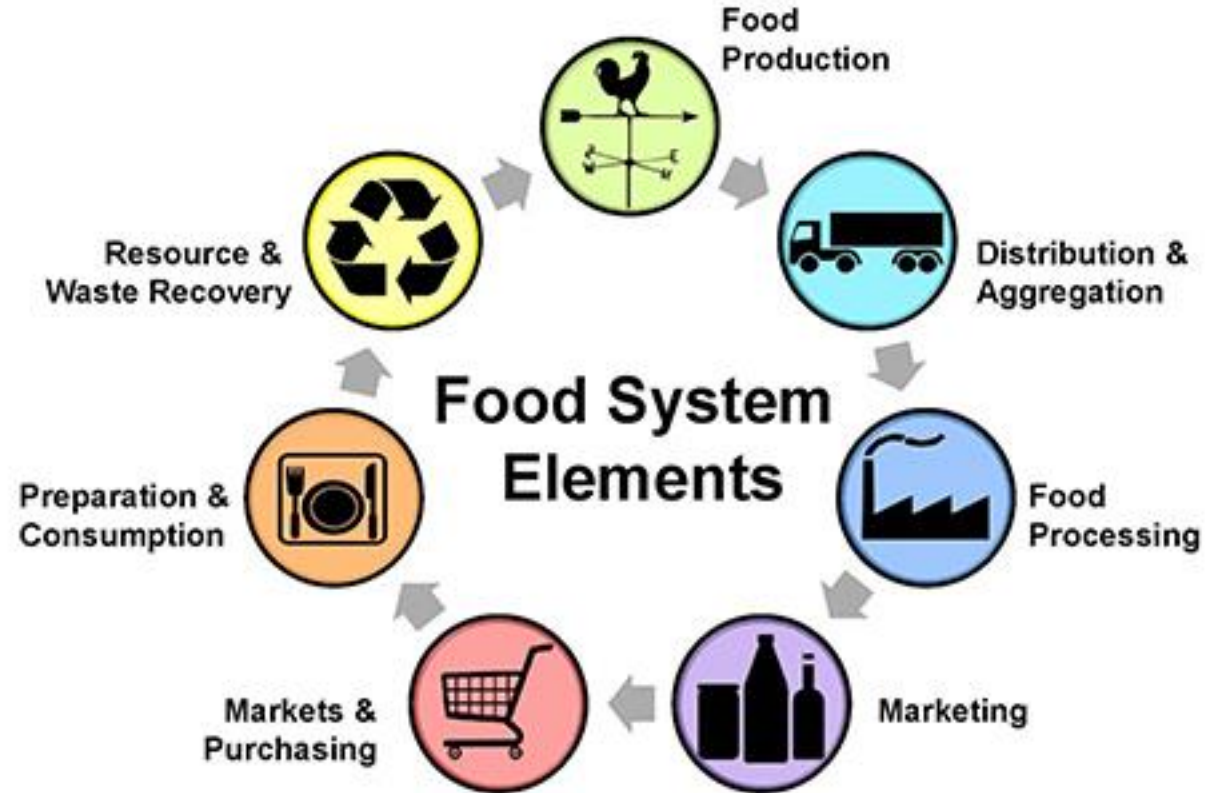 Food
Production
Distribution &
Aggregation
Food
Processing
Marketing
Markets &
Purchasing
Preparation &
Consumption
Resource &
Waste Recovery
Food System
Elements